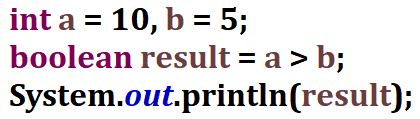 int a = 10, b = 5;
boolean result = a > b;
System.out.println(result);